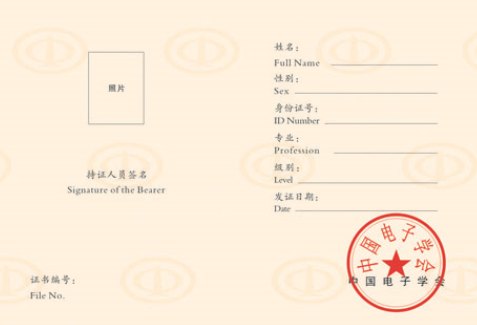 照片
持证人员签名
Signature of the Bearer
证书编号:
File No.
姓名:
Full Name
性别:
Sex
身份证号:
ID Number
专业:
Profession
级别:
Level
发证日期:
Date
中国电子学会
中国电子学会